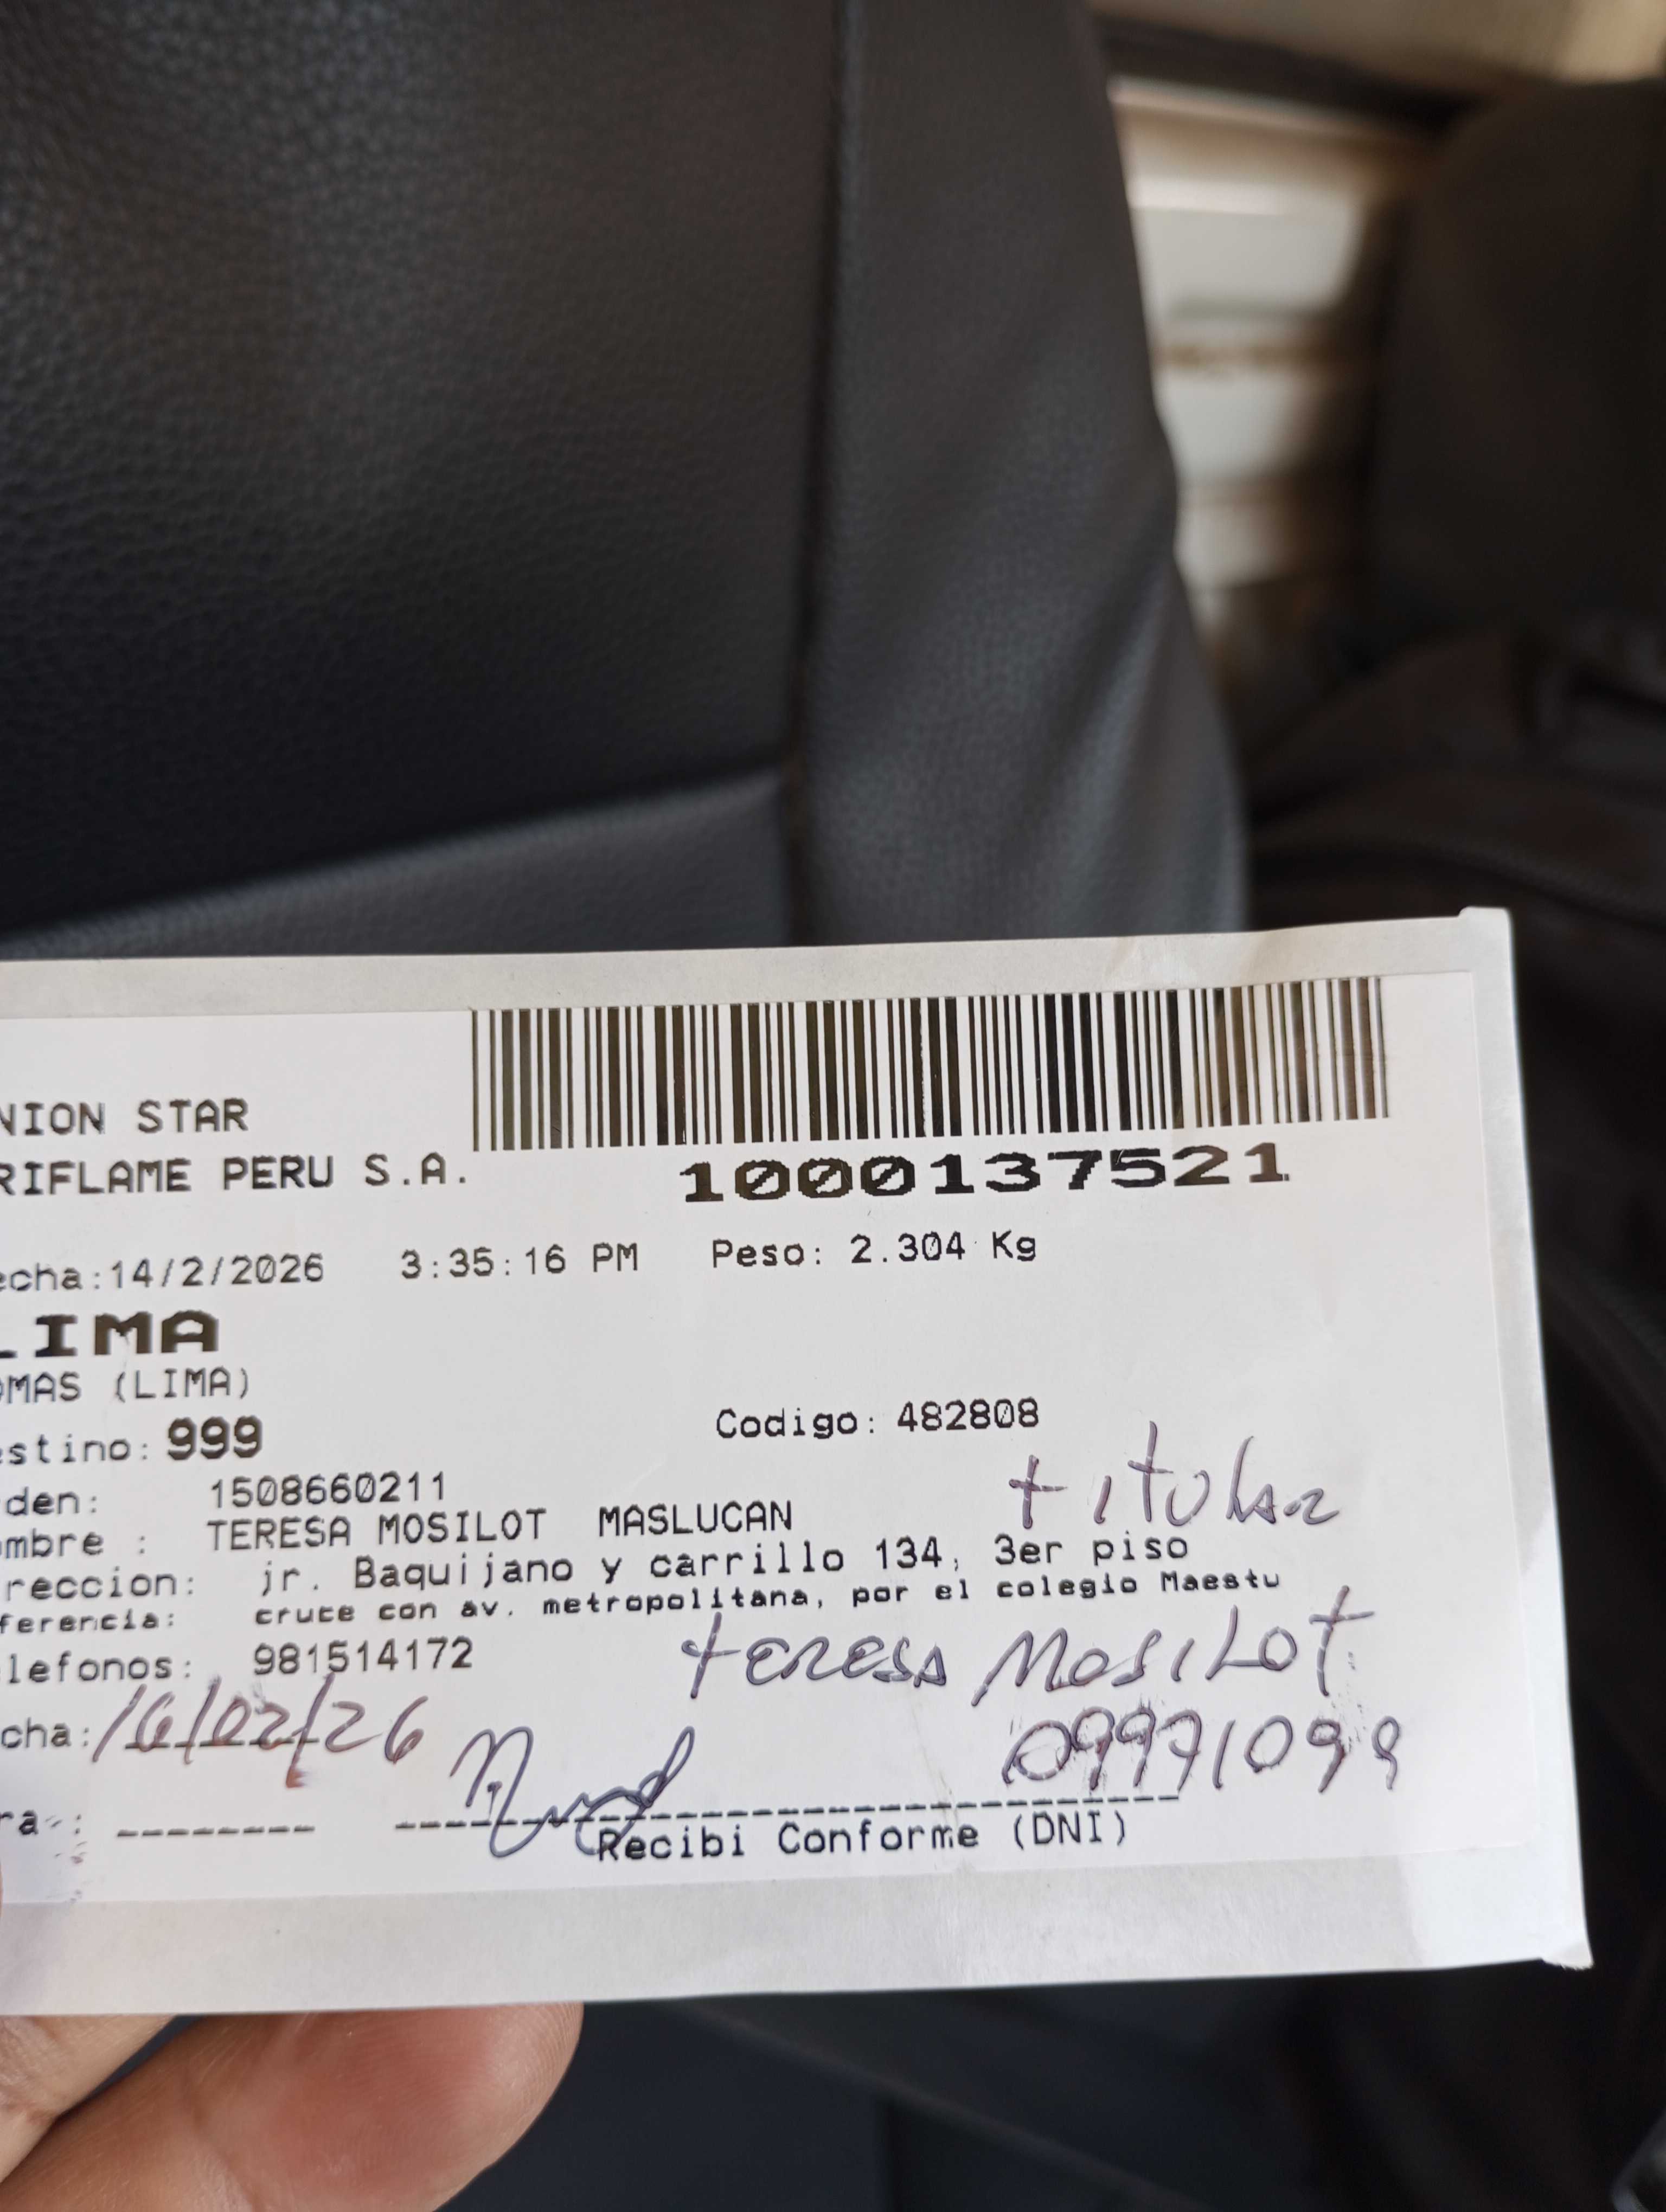 NION STAR
RIFLAME PERU S.A.
1000137521
echa:14/2/2026 3:35:16 PM Peso: 2.304 Kg
LIMA
OMAS (LIMA)
estino: 999
Codigo: 482808
den: 1508660211
titular
mbre : TERESA MOSILOT MASLUCAN
reccion: jr. Baquijano y carrillo 134, 3er piso
ferencia: cruce con av. metropolitana, por el colegio Maestu
lefonos: 981514172
teresa Mosilot
cha: 16/02/26
09971099
ra :
Recibi Conforme (DNI)